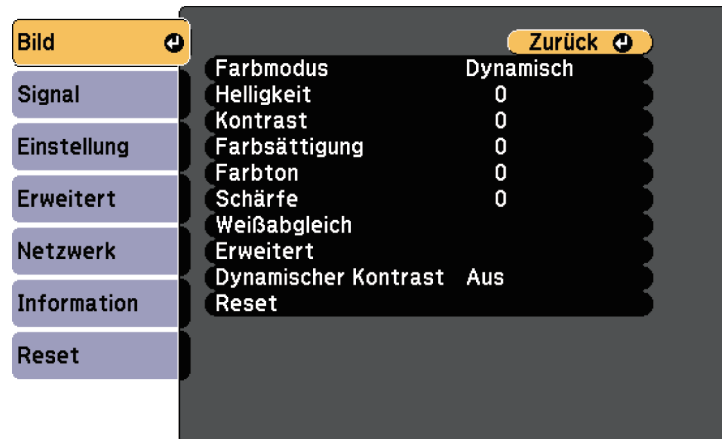 Bild
Signal
Einstellung
Erweitert
Netzwerk
Information
Reset
Zurück
Farbmodus Dynamisch
Helligkeit 0
Kontrast 0
Farbsättigung 0
Farbton 0
Schärfe 0
Weißabgleich
Erweitert
Dynamischer Kontrast Aus
Reset